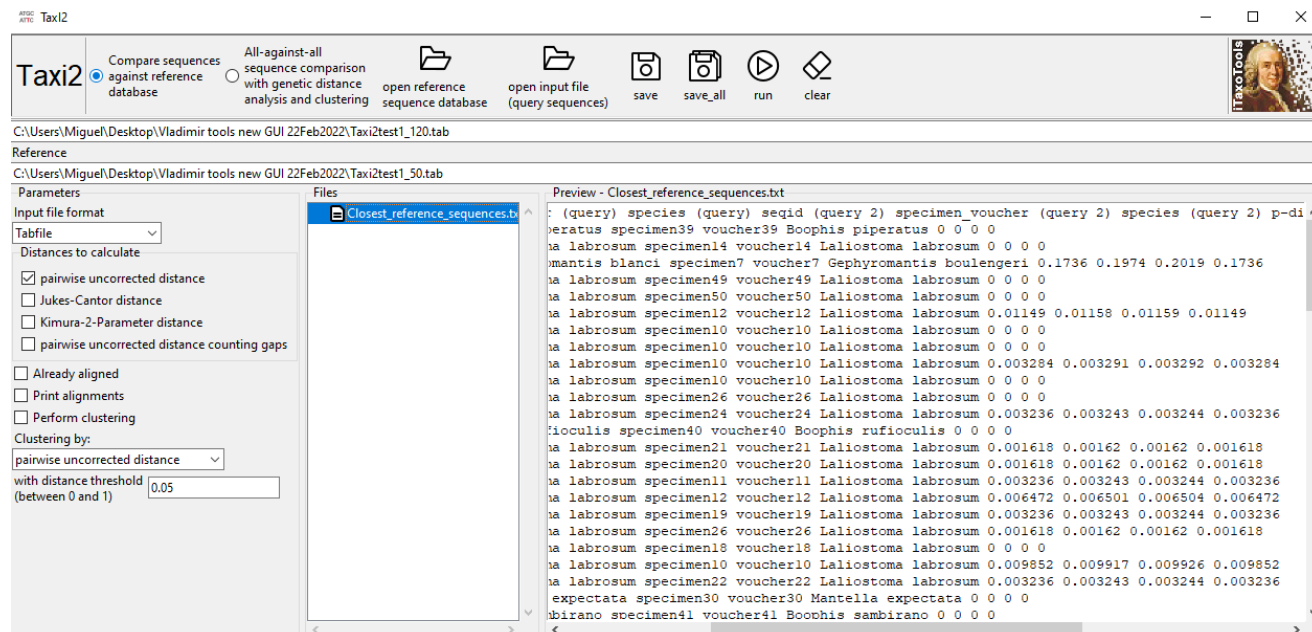 ATGC
ATTC
TaxI2
Taxi2
Compare sequences
against reference
database
All-against-all
sequence comparison
with genetic distance
analysis and clustering
open reference
sequence database
open input file
(query sequences)
save
save_all
run
clear
iTaxoTools
C:\Users\Miguel\Desktop\Vladimir tools new GUI 22Feb2022\Taxi2test1_120.tab
Reference
C:\Users\Miguel\Desktop\Vladimir tools new GUI 22Feb2022\Taxi2test1_50.tab
Parameters
Input file format
Tabfile
Distances to calculate
pairwise uncorrected distance
Jukes-Cantor distance
Kimura-2-Parameter distance
pairwise uncorrected distance counting gaps
Already aligned
Print alignments
Perform clustering
Clustering by:
pairwise uncorrected distance
with distance threshold
(between 0 and 1)
0.05
Files
Closest_reference_sequences.tx
Preview - Closest_reference_sequences.txt
(query) species (query) seqid (query 2) specimen_voucher (query 2) species (query 2) p-di
eratus specimen39 voucher39 Boophis piperatus 0 0 0 0
na labrosum specimen14 voucher14 Laliostoma labrosum 0 0 0 0
omantis blanci specimen7 voucher7 Gephyromantis boulengeri 0.1736 0.1974 0.2019 0.1736
na labrosum specimen49 voucher49 Laliostoma labrosum 0 0 0 0
na labrosum specimen50 voucher50 Laliostoma labrosum 0 0 0 0
na labrosum specimen12 voucher12 Laliostoma labrosum 0.01149 0.01158 0.01159 0.01149
na labrosum specimen10 voucher10 Laliostoma labrosum 0 0 0 0
na labrosum specimen10 voucher10 Laliostoma labrosum 0 0 0 0
na labrosum specimen10 voucher10 Laliostoma labrosum 0.003284 0.003291 0.003292 0.003284
na labrosum specimen10 voucher10 Laliostoma labrosum 0 0 0 0
na labrosum specimen26 voucher26 Laliostoma labrosum 0 0 0 0
na labrosum specimen24 voucher24 Laliostoma labrosum 0.003236 0.003243 0.003244 0.003236
fioculis specimen40 voucher40 Boophis rufioculis 0 0 0 0
na labrosum specimen21 voucher21 Laliostoma labrosum 0.001618 0.00162 0.00162 0.001618
na labrosum specimen20 voucher20 Laliostoma labrosum 0.001618 0.00162 0.00162 0.001618
na labrosum specimen11 voucher11 Laliostoma labrosum 0.003236 0.003243 0.003244 0.003236
na labrosum specimen12 voucher12 Laliostoma labrosum 0.006472 0.006501 0.006504 0.006472
na labrosum specimen19 voucher19 Laliostoma labrosum 0.003236 0.003243 0.003244 0.003236
na labrosum specimen26 voucher26 Laliostoma labrosum 0.001618 0.00162 0.00162 0.001618
na labrosum specimen18 voucher18 Laliostoma labrosum 0 0 0 0
na labrosum specimen10 voucher10 Laliostoma labrosum 0.009852 0.009917 0.009926 0.009852
na labrosum specimen22 voucher22 Laliostoma labrosum 0.003236 0.003243 0.003244 0.003236
expectata specimen30 voucher30 Mantella expectata 0 0 0 0
mbirano specimen41 voucher41 Boophis sambirano 0 0 0 0